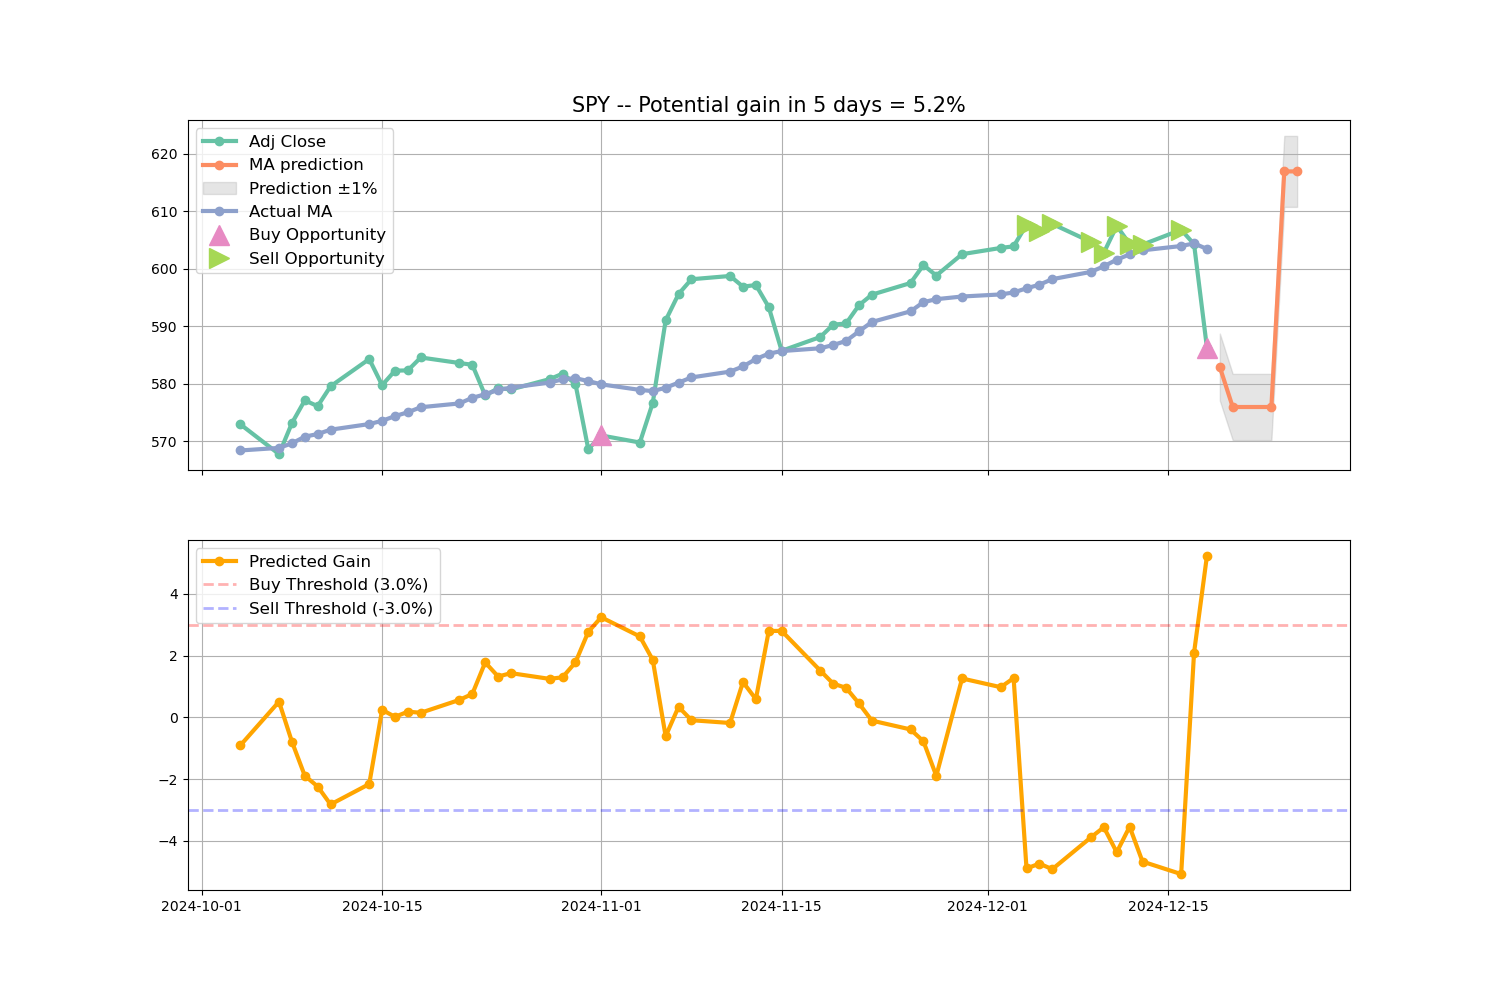 SPY -- Potential gain in 5 days = 5.2%
Adj Close
MA prediction
Prediction ±1%
Actual MA
Buy Opportunity
Sell Opportunity
620
610
600
590
580
570
Predicted Gain
Buy Threshold (3.0%)
Sell Threshold (-3.0%)
4
2
0
−2
−4
2024-10-01
2024-10-15
2024-11-01
2024-11-15
2024-12-01
2024-12-15